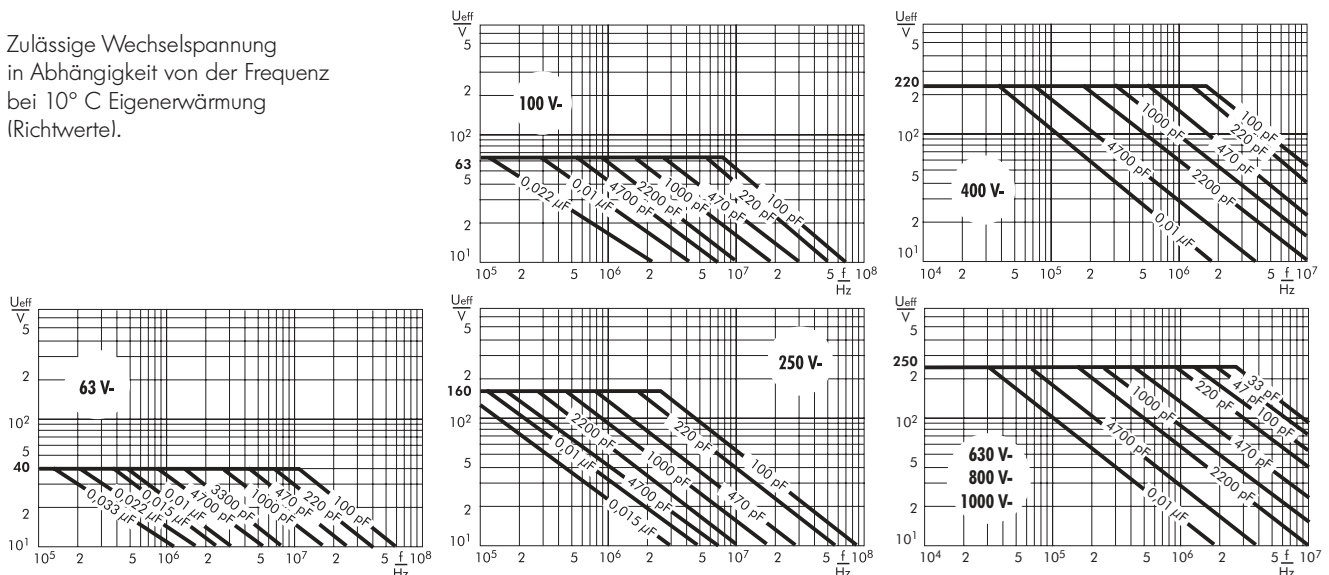 Zulässige Wechselspannung
in Abhängigkeit von der Frequenz
bei 10° C Eigenerwärmung
(Richtwerte).
Ueff
V
5
2
10²
63
5
2
10¹
100 V-
0,022 µF
0,01 µF
4700 pF
2200 pF
1000 pF
470 pF
220 pF
100 pF
10⁵ 2 5 10⁶ 2 5 10⁷ 2 5 f 10⁸
Hz
Ueff
V
5
220
2
10²
5
2
10¹
400 V-
0,01 µF
4700 pF
2200 pF
1000 pF
470 pF
220 pF
100 pF
10⁴ 2 5 10⁵ 2 5 10⁶ 2 5 f 10⁷
Hz
Ueff
V
5
2
10²
5
40
2
10¹
63 V-
0,033 µF
0,022 µF
0,015 µF
0,01 µF
4700 pF
3300 pF
1000 pF
470 pF
220 pF
100 pF
10⁵ 2 5 10⁶ 2 5 10⁷ 2 5 f 10⁸
Hz
Ueff
V
5
2
160
10²
5
2
10¹
250 V-
0,015 µF
0,01 µF
4700 pF
2200 pF
1000 pF
470 pF
220 pF
100 pF
10⁵ 2 5 10⁶ 2 5 10⁷ 2 5 f 10⁸
Hz
Ueff
V
5
250
2
10²
5
2
10¹
630 V-
800 V-
1000 V-
0,01 µF
4700 pF
2200 pF
1000 pF
470 pF
220 pF
100 pF
47 pF
33 pF
10⁴ 2 5 10⁵ 2 5 10⁶ 2 5 f 10⁷
Hz